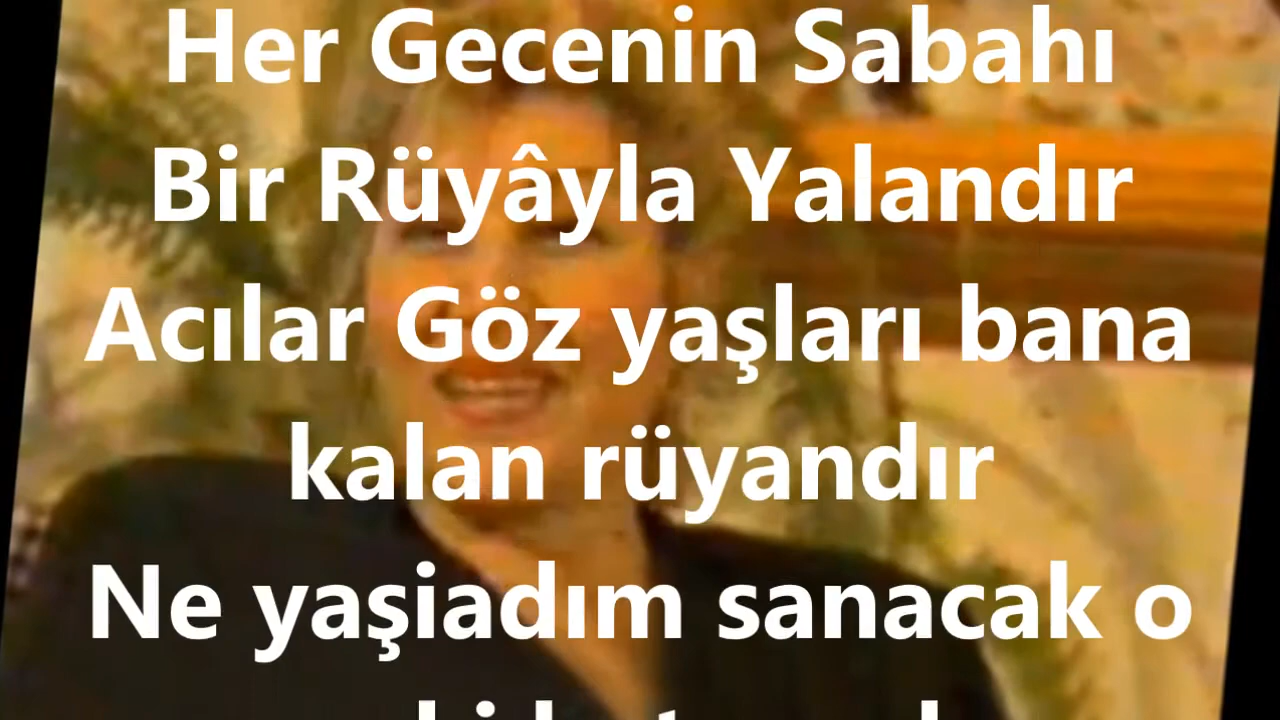 Her Gecenin Sabahı
Bir Rüyâyla Yalandır
Acılar Göz yaşları bana
kalan rüyandır
Ne yaşiadım sanacak o